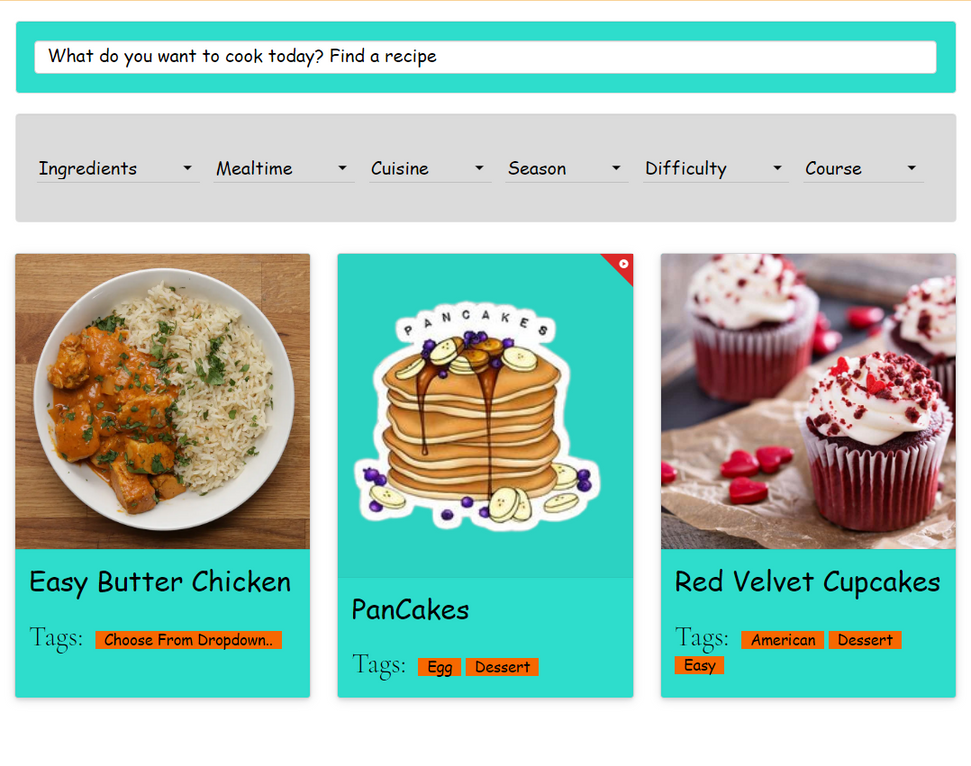 What do you want to cook today? Find a recipe
Ingredients Mealtime Cuisine Season Difficulty Course
PANCAKES
Easy Butter Chicken
Tags: Choose From Dropdown..
PanCakes
Tags: Egg Dessert
Red Velvet Cupcakes
Tags: American Dessert
Easy